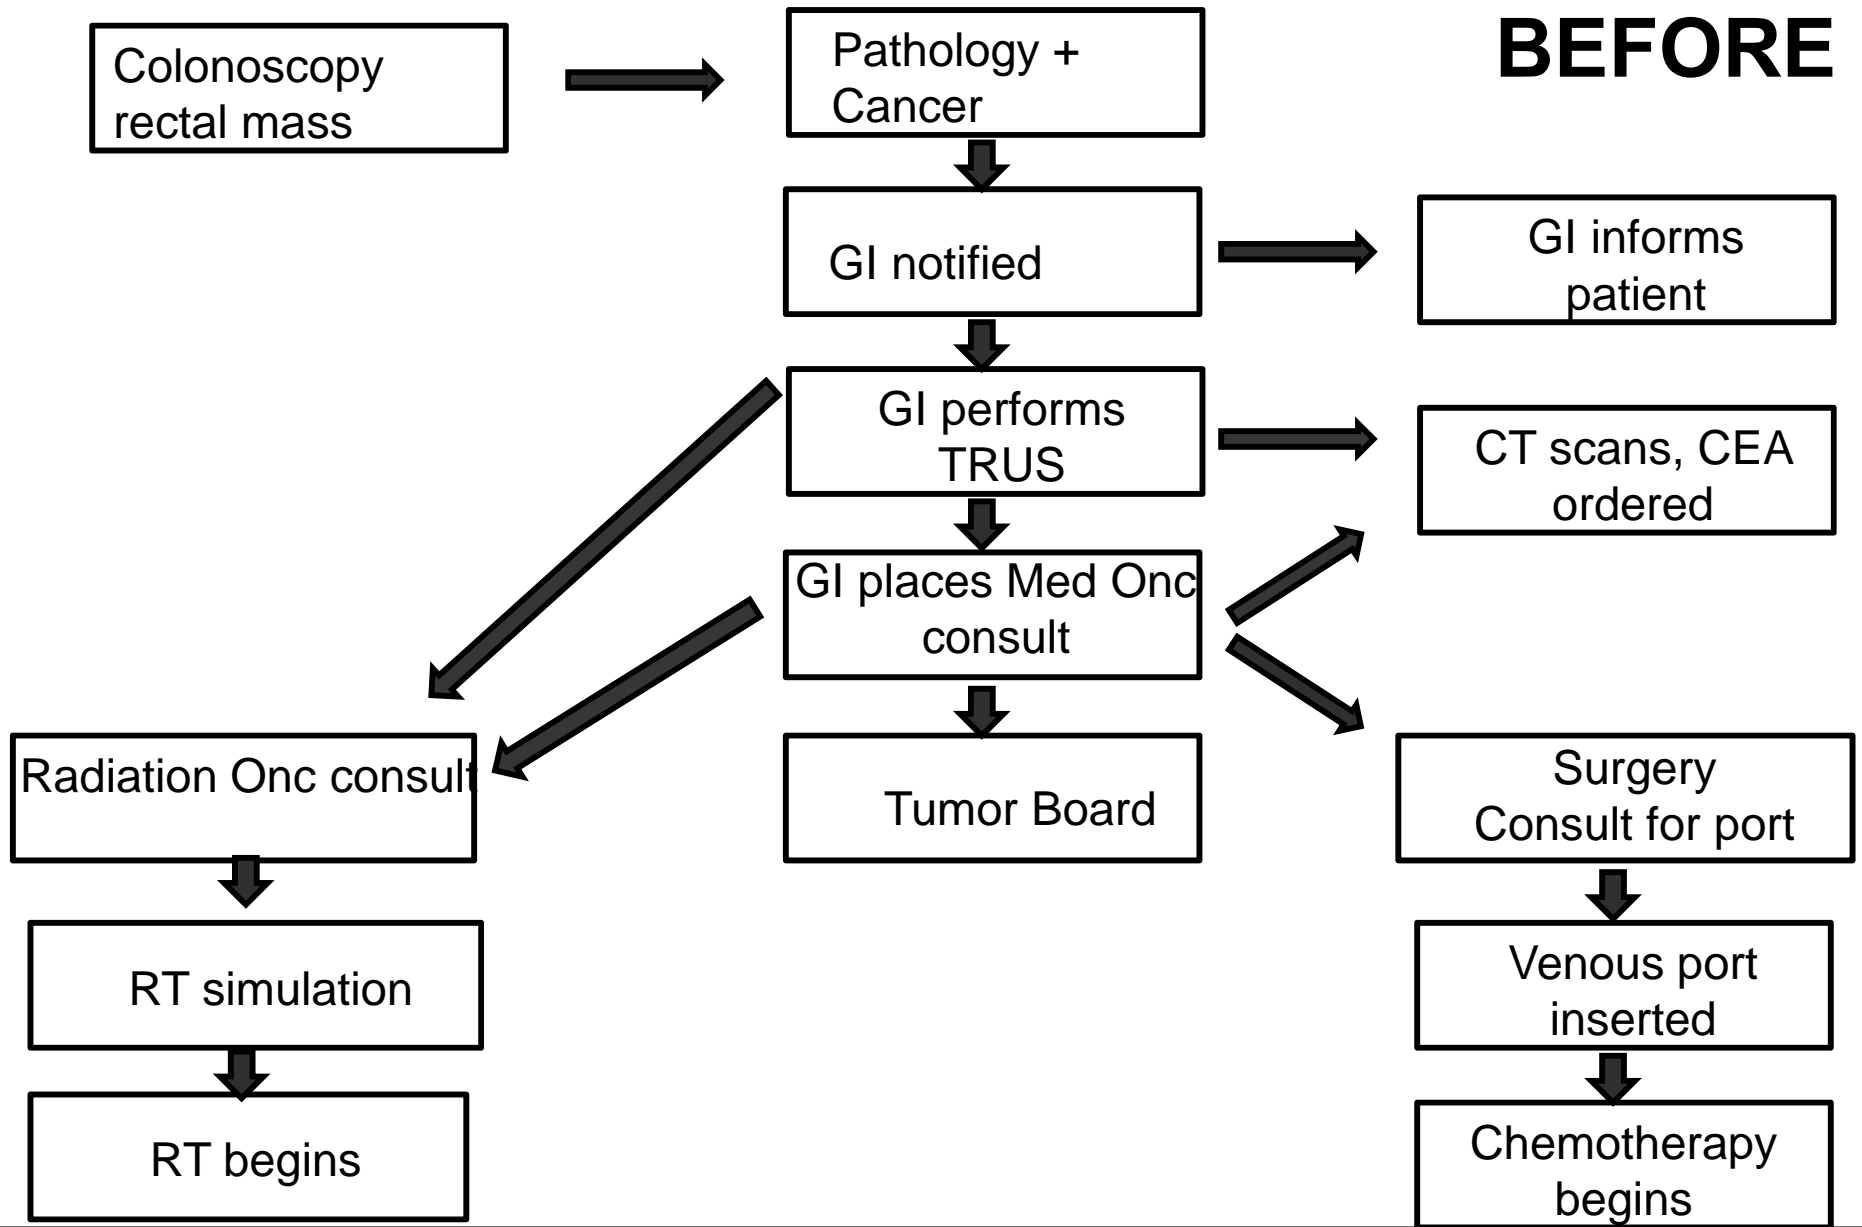 BEFORE
Colonoscopy
rectal mass
Pathology +
Cancer
GI notified
GI informs
patient
GI performs
TRUS
CT scans, CEA
ordered
GI places Med Onc
consult
Radiation Onc consult
Tumor Board
Surgery
Consult for port
RT simulation
Venous port
inserted
RT begins
Chemotherapy
begins